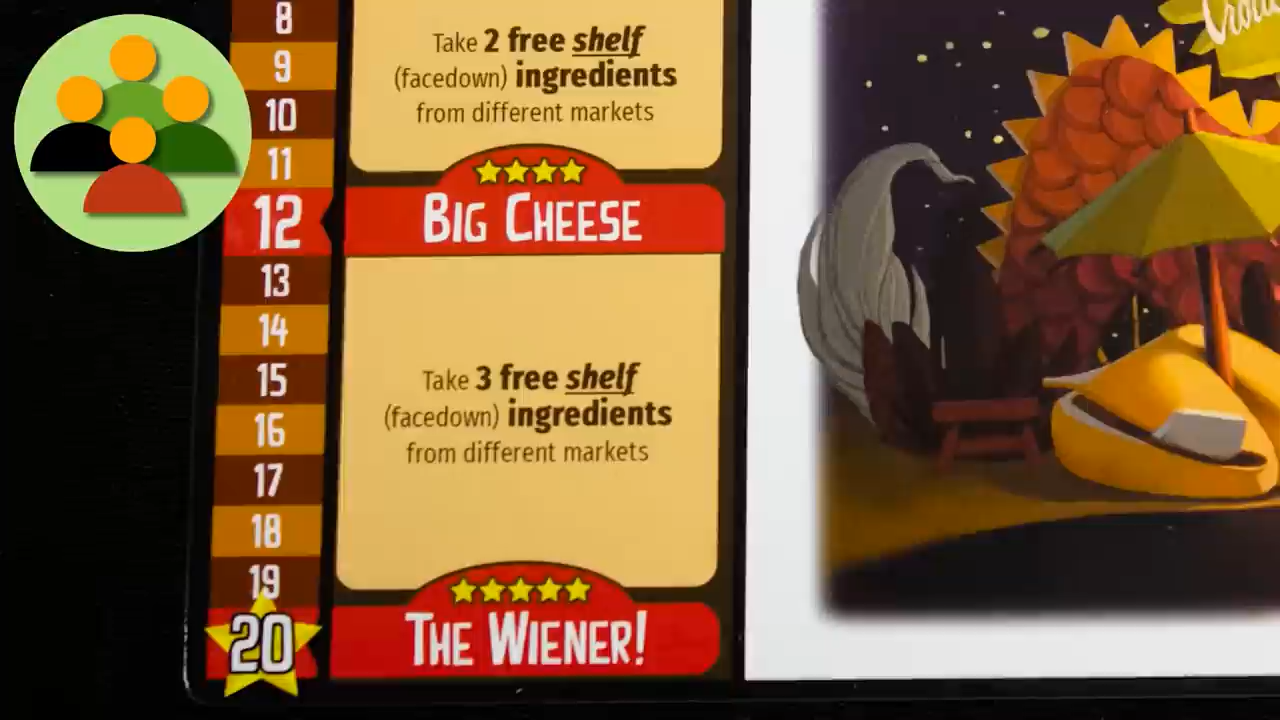 8
9
10
11
12
13
14
15
16
17
18
19
20
Take 2 free shelf
(facedown) ingredients
from different markets
BIG CHEESE
Take 3 free shelf
(facedown) ingredients
from different markets
THE WIENER!